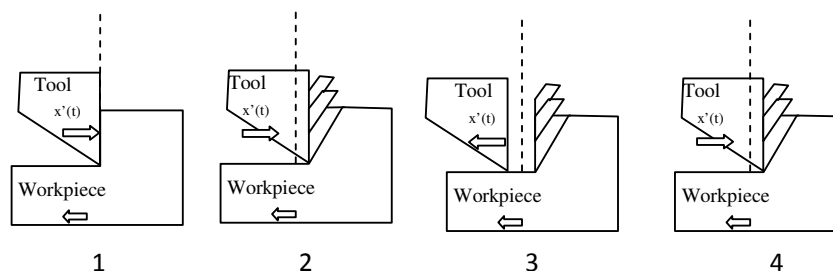 Tool
x'(t)
Workpiece
1
Tool
x'(t)
Workpiece
2
Tool
x'(t)
Workpiece
3
Tool
x'(t)
Workpiece
4